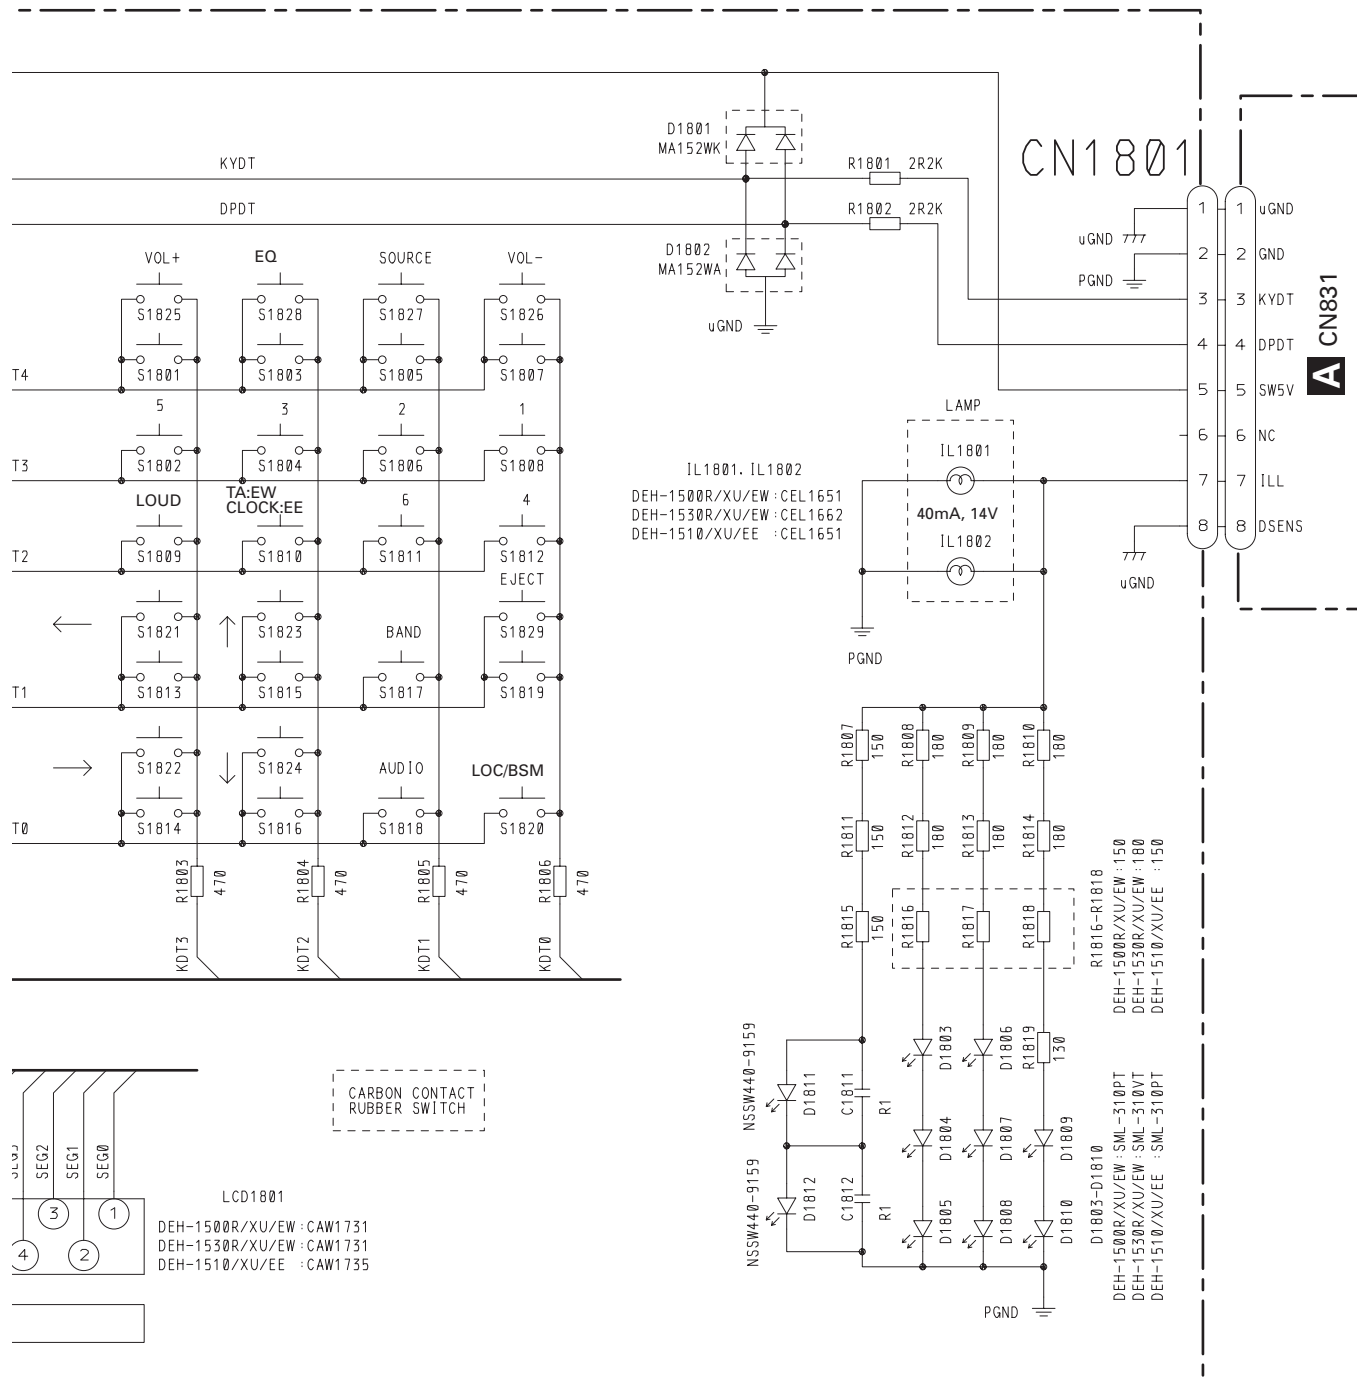 D1801
MA152WK
CN1801
KYDT
R1801 2R2K
DPDT
R1802 2R2K
D1802
MA152WA
uGND
1 1 uGND
uGND
2 2 GND
PGND
3 3 KYDT
4 4 DPDT
5 5 SW5V
6 6 NC
7 7 ILL
8 8 DSENS
uGND
A CN831
VOL+ EQ SOURCE VOL-
S1825 S1828 S1827 S1826
S1801 S1803 S1805 S1807
T4
5 3 2 1
S1802 S1804 S1806 S1808
T3
LOUD TA:EW CLOCK:EE 6 4
S1809 S1810 S1811 S1812
T2
EJECT
← S1821 ↑ S1823 BAND S1829
S1813 S1815 S1817 S1819
T1
→ S1822 ↓ S1824 AUDIO LOC/BSM
S1814 S1816 S1818 S1820
T0
R1803 470
R1804 470
R1805 470
R1806 470
KDT3 KDT2 KDT1 KDT0
LAMP
IL1801
40mA, 14V
IL1802
PGND
IL1801. IL1802
DEH-1500R/XU/EW :CEL1651
DEH-1530R/XU/EW :CEL1662
DEH-1510/XU/EE :CEL1651
R1807 150
R1808 180
R1809 180
R1810 180
R1811 150
R1812 180
R1813 180
R1814 180
R1815 150
R1816
R1817
R1818
R1816-R1818
DEH-1500R/XU/EW :150
DEH-1530R/XU/EW :180
DEH-1510/XU/EE :150
D1803
D1806
R1819 130
NSSW440-9159
D1811
C1811 R1
D1804
D1807
D1809
NSSW440-9159
D1812
C1812 R1
D1805
D1808
D1810
D1803-D1810
DEH-1500R/XU/EW :SML-310PT
DEH-1530R/XU/EW :SML-310VT
DEH-1510/XU/EE :SML-310PT
PGND
CARBON CONTACT
RUBBER SWITCH
SEG2 SEG1 SEG0
3 1
4 2
LCD1801
DEH-1500R/XU/EW :CAW1731
DEH-1530R/XU/EW :CAW1731
DEH-1510/XU/EE :CAW1735